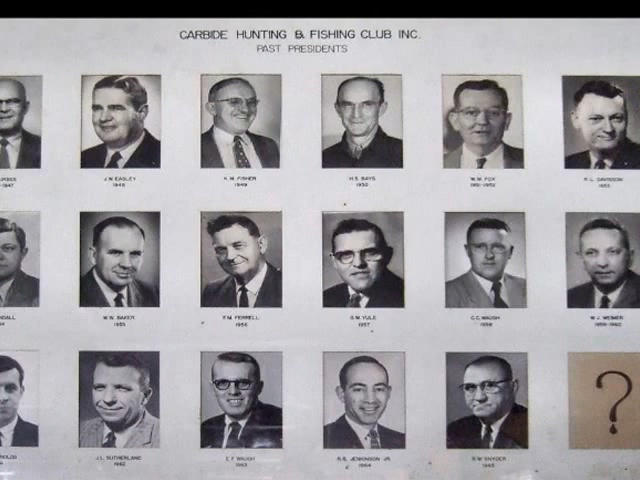 CARBIDE HUNTING & FISHING CLUB INC.
PAST PRESIDENTS
J.W. EAGLEY
1948
K.M. FISHER
1949
H.S. BAYS
1950
W.W. FOX
1951-1952
R.L. DAVISSON
1953
W.W. BAKER
1955
F.M. FERRELL
1956
S.W. YULE
1957
C.C. WAUGH
1958
W.J. WEIMER
1959-1960
J.L. SUTHERLAND
1962
E.F. WAUGH
1963
R.S. JENKINSON JR.
1964
R.W. SNYDER
1965
?